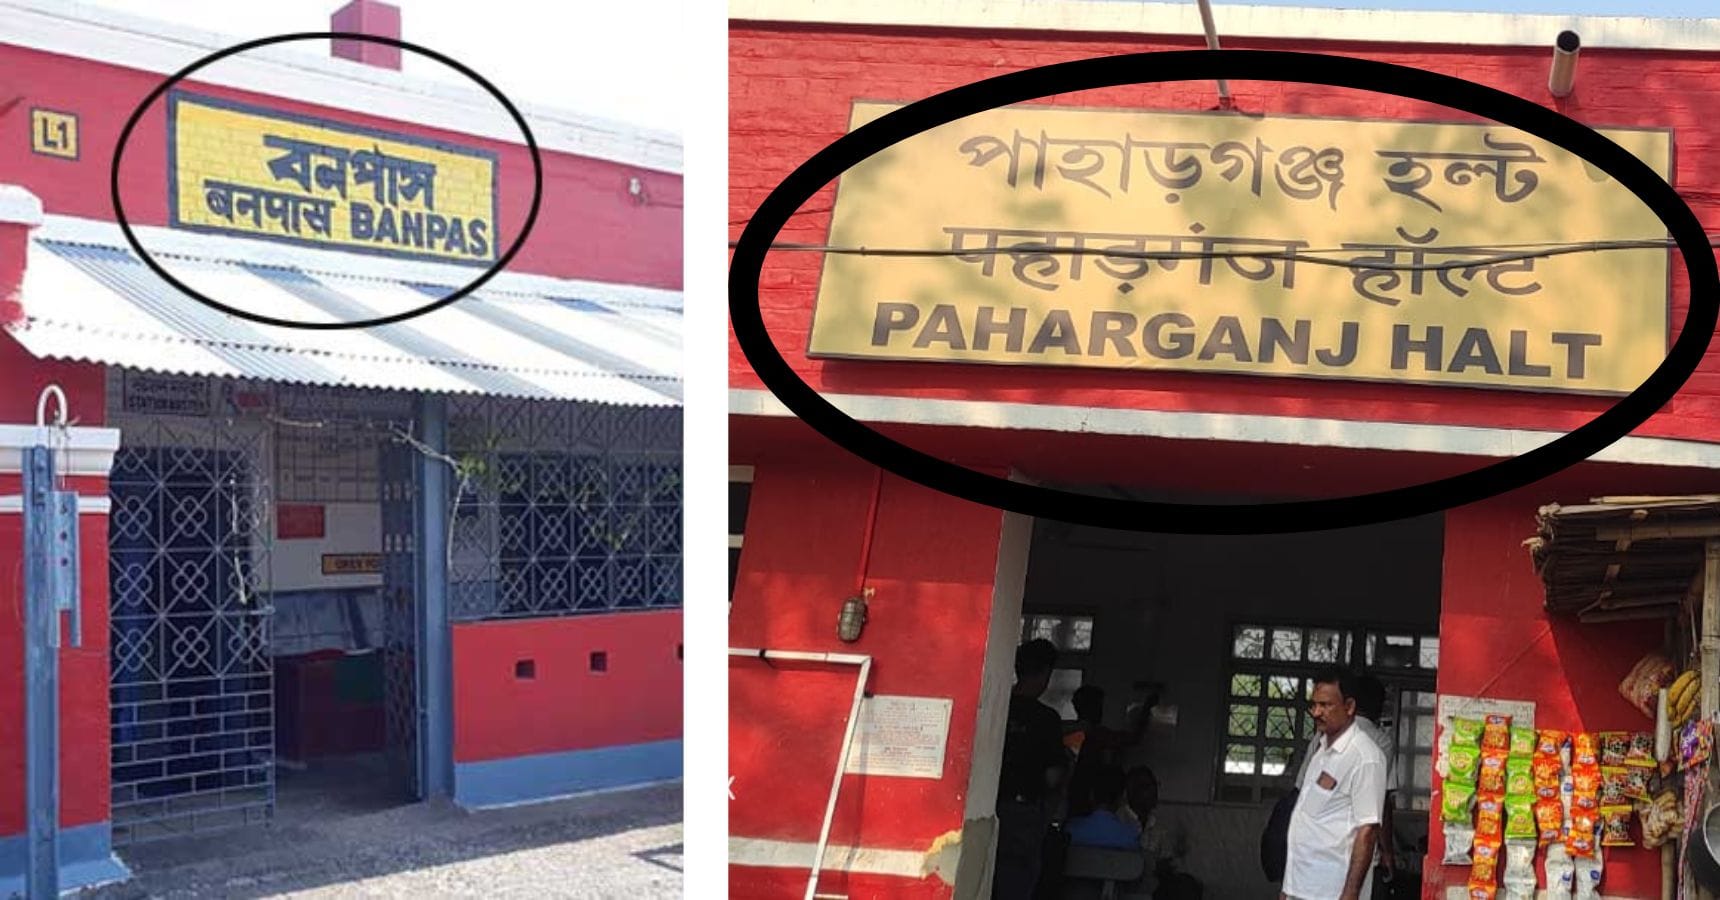 L1
বনপাস
बनपास BANPAS
পাহাড়গঞ্জ হল্ট
पहाड़गंज हॉल्ट
PAHARGANJ HALT